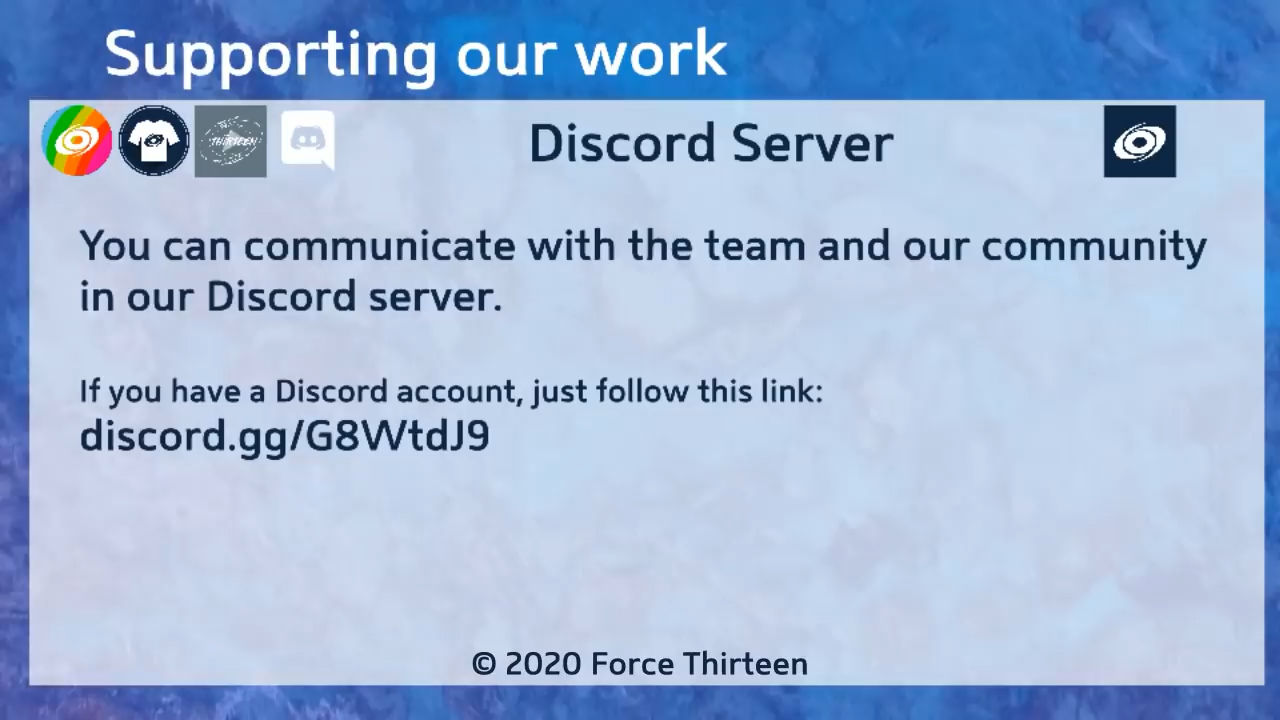 Supporting our work
THIRTEEN
Discord Server
You can communicate with the team and our community
in our Discord server.
If you have a Discord account, just follow this link:
discord.gg/G8WtdJ9
© 2020 Force Thirteen